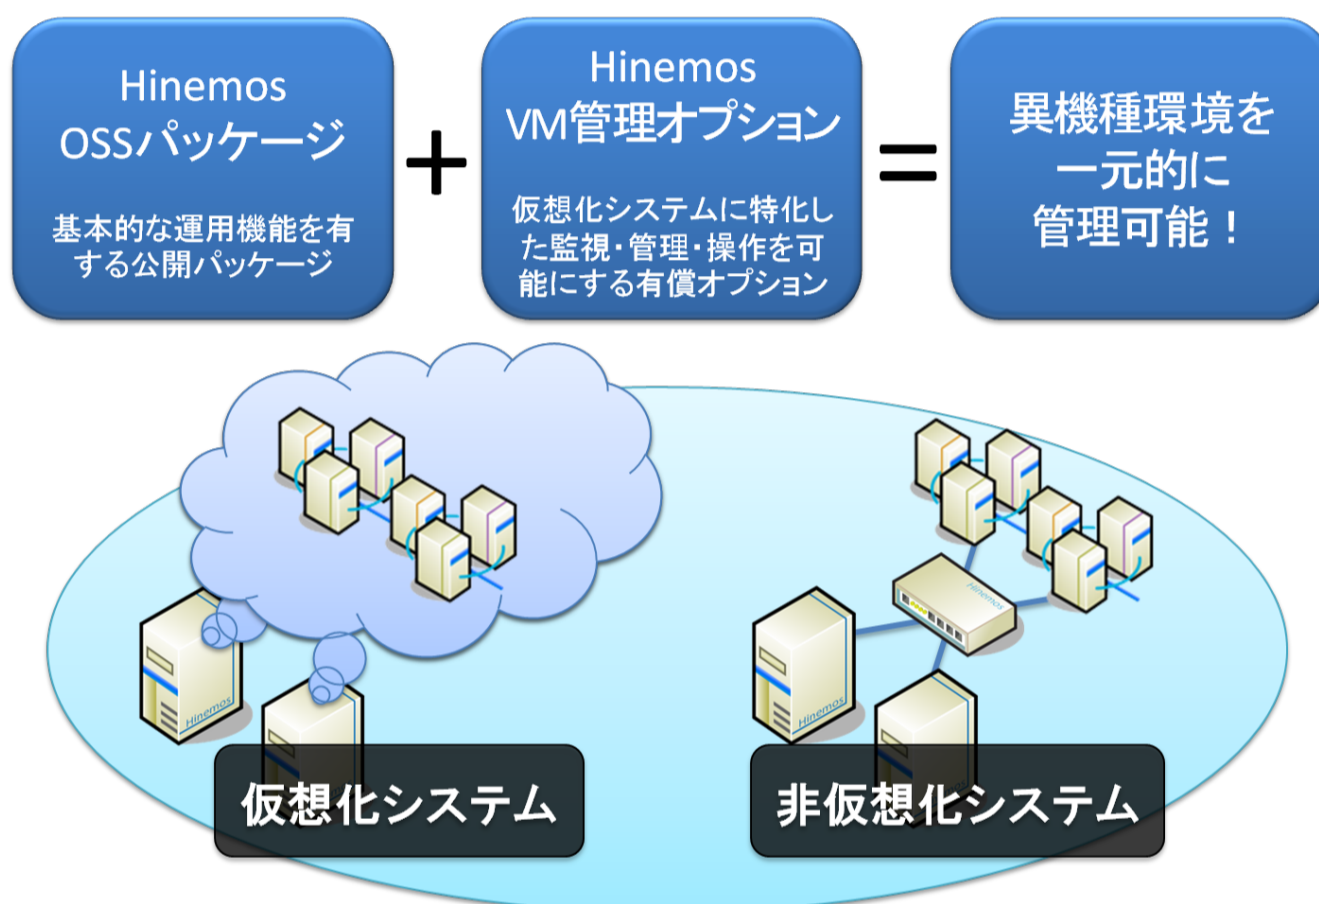 Hinemos
OSSパッケージ
基本的な運用機能を有
する公開パッケージ
+
Hinemos
VM管理オプション
仮想化システムに特化し
た監視・管理・操作を可
能にする有償オプション
=
異機種環境を
一元的に
管理可能！
Hinemos
Hinemos
Hinemos
Hinemos
仮想化システム
非仮想化システム